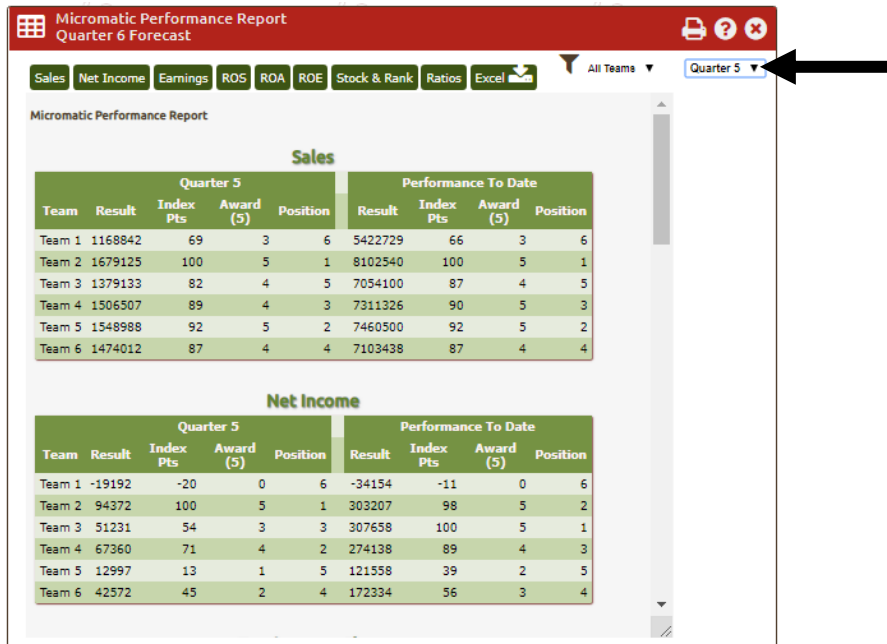 Micromatic Performance Report
Quarter 6 Forecast
Sales Net Income Earnings ROS ROA ROE Stock & Rank Ratios Excel All Teams ▼ Quarter 5 ▼
Micromatic Performance Report
Sales
Quarter 5 Performance To Date
Team Result Index Pts Award (5) Position Result Index Pts Award (5) Position
Team 1 1168842 69 3 6 5422729 66 3 6
Team 2 1679125 100 5 1 8102540 100 5 1
Team 3 1379133 82 4 5 7054100 87 4 5
Team 4 1506507 89 4 3 7311326 90 5 3
Team 5 1548988 92 5 2 7460500 92 5 2
Team 6 1474012 87 4 4 7103438 87 4 4
Net Income
Quarter 5 Performance To Date
Team Result Index Pts Award (5) Position Result Index Pts Award (5) Position
Team 1 -19192 -20 0 6 -34154 -11 0 6
Team 2 94372 100 5 1 303207 98 5 2
Team 3 51231 54 3 3 307658 100 5 1
Team 4 67360 71 4 2 274138 89 4 3
Team 5 12997 13 1 5 121558 39 2 5
Team 6 42572 45 2 4 172334 56 3 4